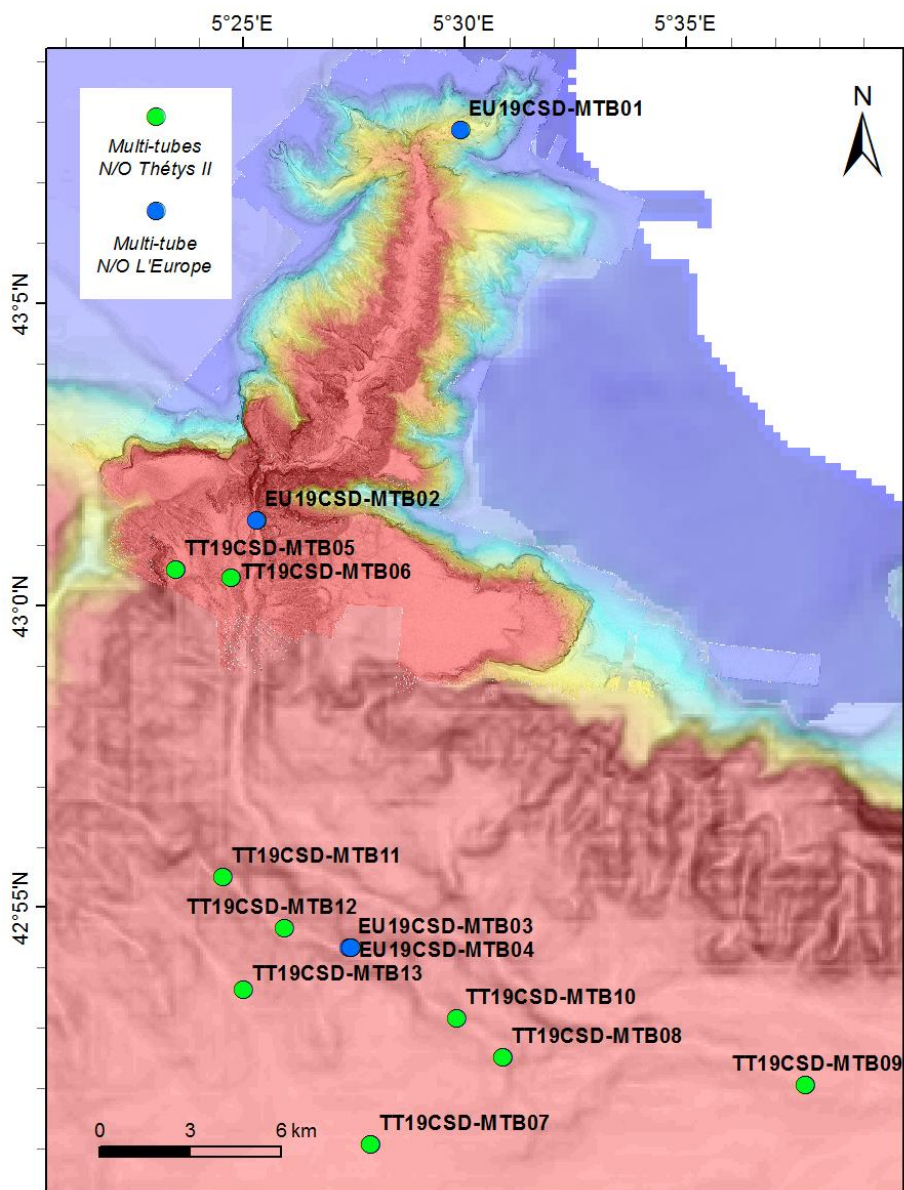 5°25'E
5°30'E
5°35'E
EU19CSD-MTB01
N
Multi-tubes
N/O Thétys II
Multi-tube
N/O L'Europe
43°5'N
EU19CSD-MTB02
TT19CSD-MTB05
TT19CSD-MTB06
43°0'N
TT19CSD-MTB11
42°55'N
TT19CSD-MTB12
EU19CSD-MTB03
EU19CSD-MTB04
TT19CSD-MTB13
TT19CSD-MTB10
TT19CSD-MTB08
TT19CSD-MTB09
TT19CSD-MTB07
0 3 6 km